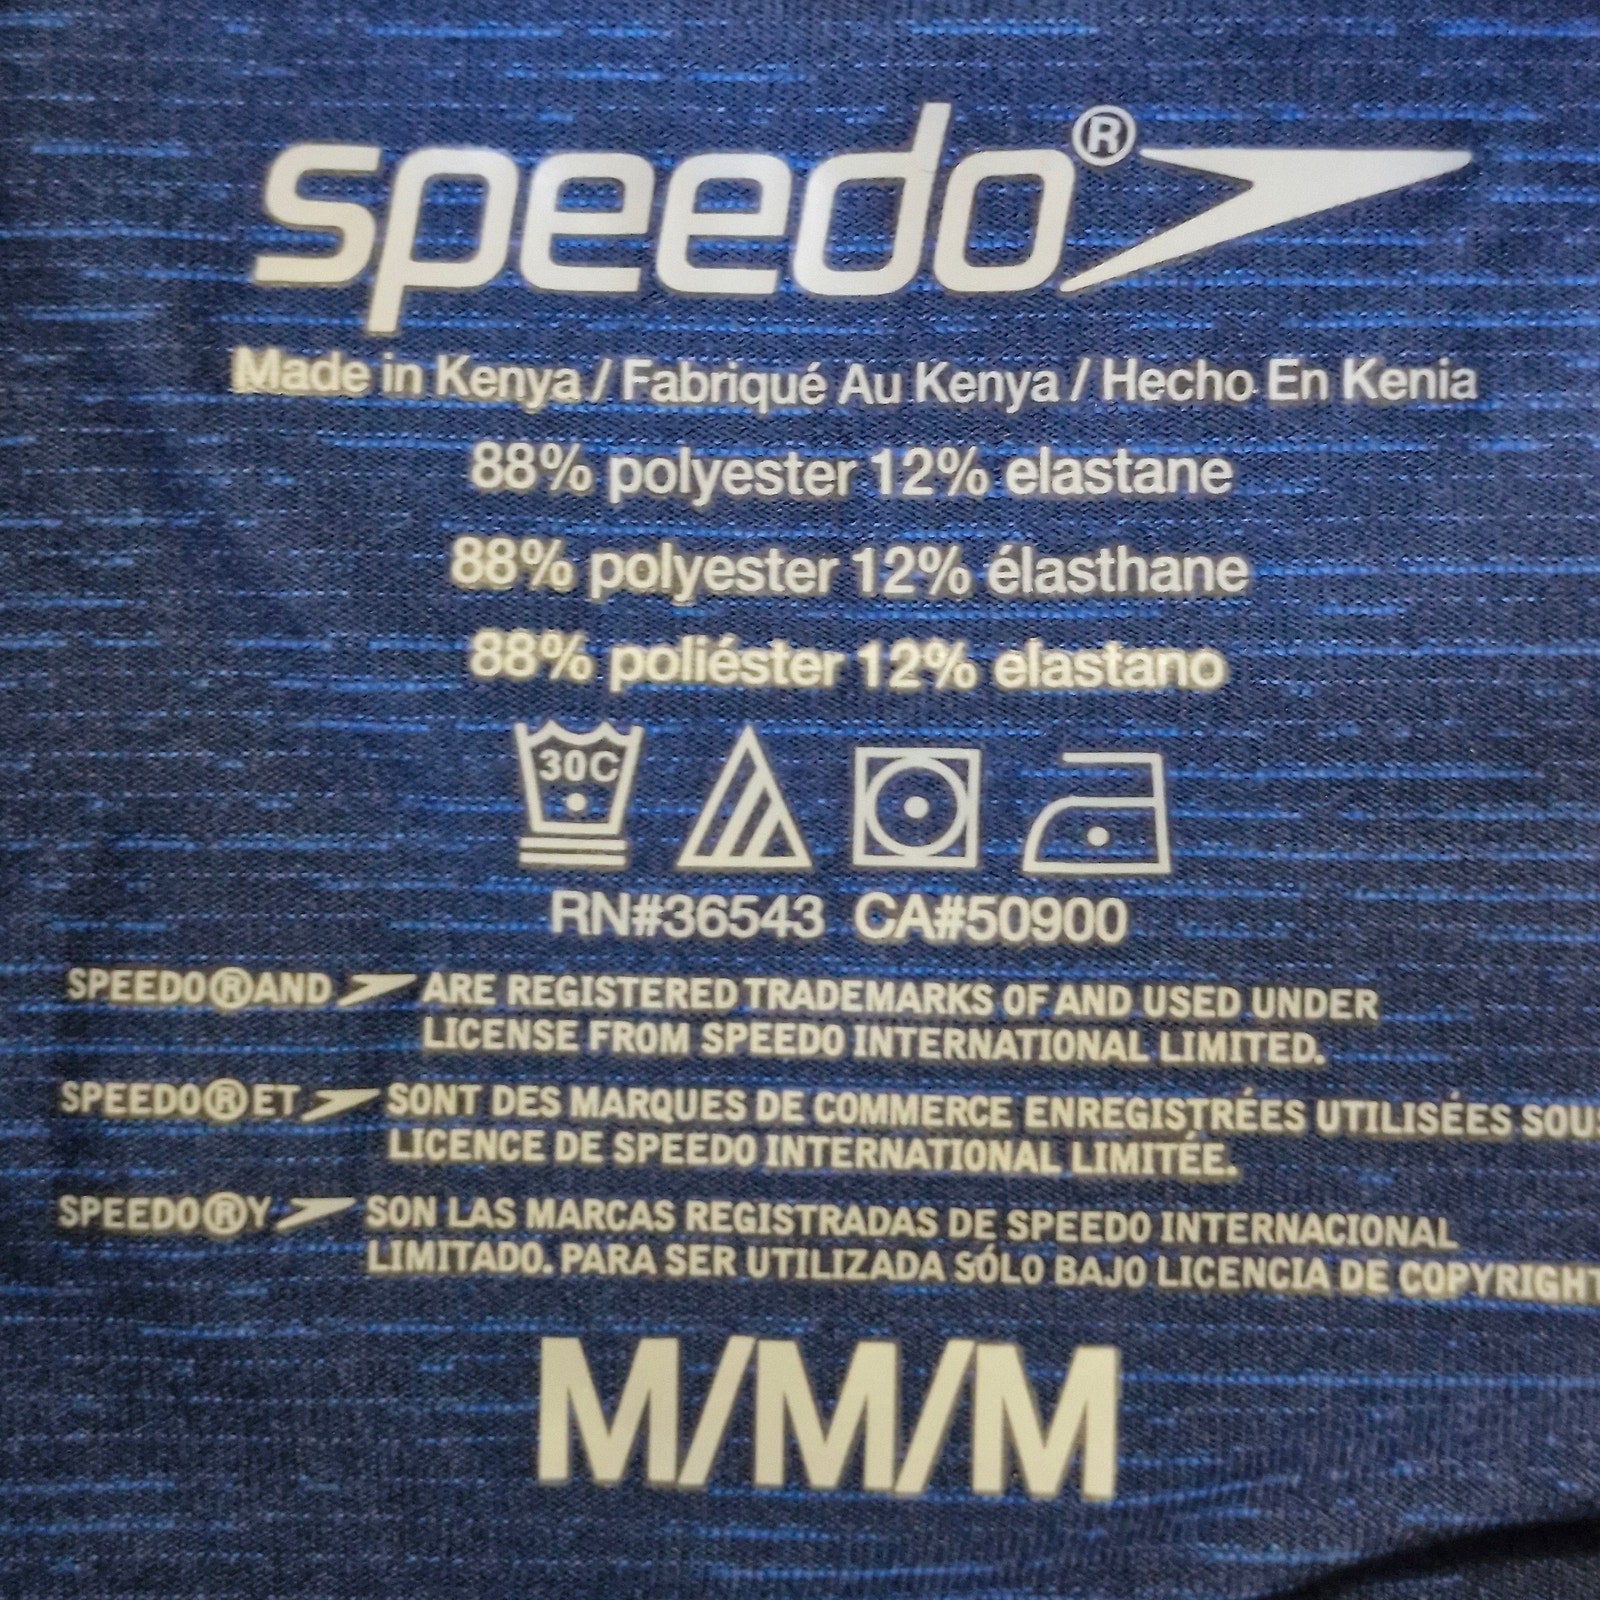 speedo®
Made in Kenya / Fabriqué Au Kenya / Hecho En Kenia
88% polyester 12% elastane
88% polyester 12% élasthane
88% poliéster 12% elastano
30C
RN#36543 CA#50900
SPEEDO®AND ARE REGISTERED TRADEMARKS OF AND USED UNDER
LICENSE FROM SPEEDO INTERNATIONAL LIMITED.
SPEEDO®ET SONT DES MARQUES DE COMMERCE ENREGISTRÉES UTILISÉES SOUS
LICENCE DE SPEEDO INTERNATIONAL LIMITÉE.
SPEEDO®Y SON LAS MARCAS REGISTRADAS DE SPEEDO INTERNACIONAL
LIMITADO. PARA SER UTILIZADA SÓLO BAJO LICENCIA DE COPYRIGHT
M/M/M